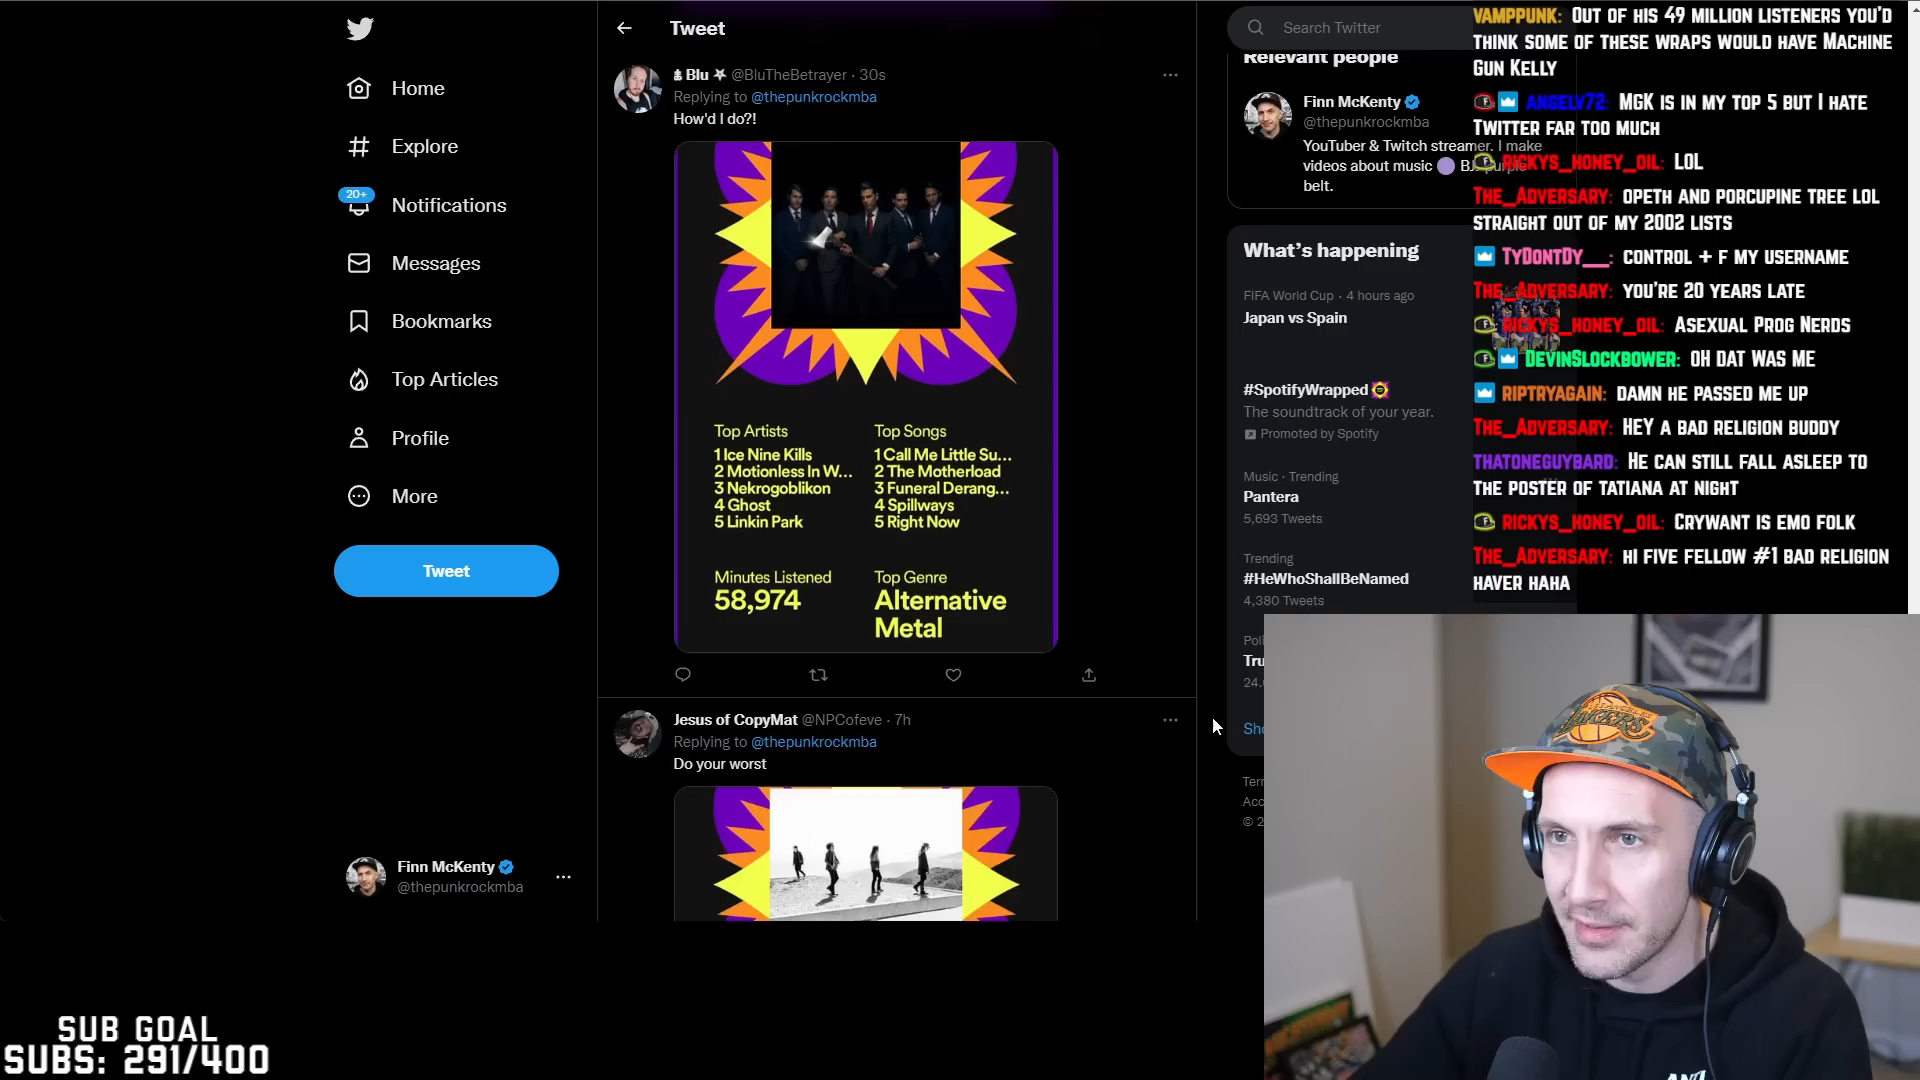 Home
Explore
20+
Notifications
Messages
Bookmarks
Top Articles
Profile
More
Tweet
Finn McKenty
@thepunkrockmba
SUB GOAL
SUBS: 291/400
Tweet
Blu
@BluTheBetrayer · 30s
Replying to @thepunkrockmba
How'd I do?!
Top Artists
1 Ice Nine Kills
2 Motionless In W...
3 Nekrogoblikon
4 Ghost
5 Linkin Park
Top Songs
1 Call Me Little Su...
2 The Motherload
3 Funeral Derang...
4 Spillways
5 Right Now
Minutes Listened
58,974
Top Genre
Alternative
Metal
Jesus of CopyMat @NPCofeve · 7h
Replying to @thepunkrockmba
Do your worst
Search Twitter
Relevant people
Finn McKenty
@thepunkrockmba
YouTuber & Twitch streamer. I make
videos about music
purple
belt.
What's happening
FIFA World Cup · 4 hours ago
Japan vs Spain
#SpotifyWrapped
The soundtrack of your year.
Promoted by Spotify
Music · Trending
Pantera
5,693 Tweets
Trending
#HeWhoShallBeNamed
4,380 Tweets
Poli
Tru
24.
Sho
Terr
Acc
© 2
VAMPPUNK: OUT OF HIS 49 MILLION LISTENERS YOU'D
THINK SOME OF THESE WRAPS WOULD HAVE MACHINE
GUN KELLY
ANGELV72: MGK IS IN MY TOP 5 BUT I HATE
TWITTER FAR TOO MUCH
RICKYS_HONEY_OIL: LOL
THE_ADVERSARY: OPETH AND PORCUPINE TREE LOL
STRAIGHT OUT OF MY 2002 LISTS
TYDONTDY___: CONTROL + F MY USERNAME
THE_ADVERSARY: YOU'RE 20 YEARS LATE
RICKYS_HONEY_OIL: ASEXUAL PROG NERDS
DEVINSLOCKBOWER: OH DAT WAS ME
RIPTRYAGAIN: DAMN HE PASSED ME UP
THE_ADVERSARY: HEY A BAD RELIGION BUDDY
THATONEGUYBARD: HE CAN STILL FALL ASLEEP TO
THE POSTER OF TATIANA AT NIGHT
RICKYS_HONEY_OIL: CRYWANT IS EMO FOLK
THE_ADVERSARY: HI FIVE FELLOW #1 BAD RELIGION
HAVER HAHA
LAKERS